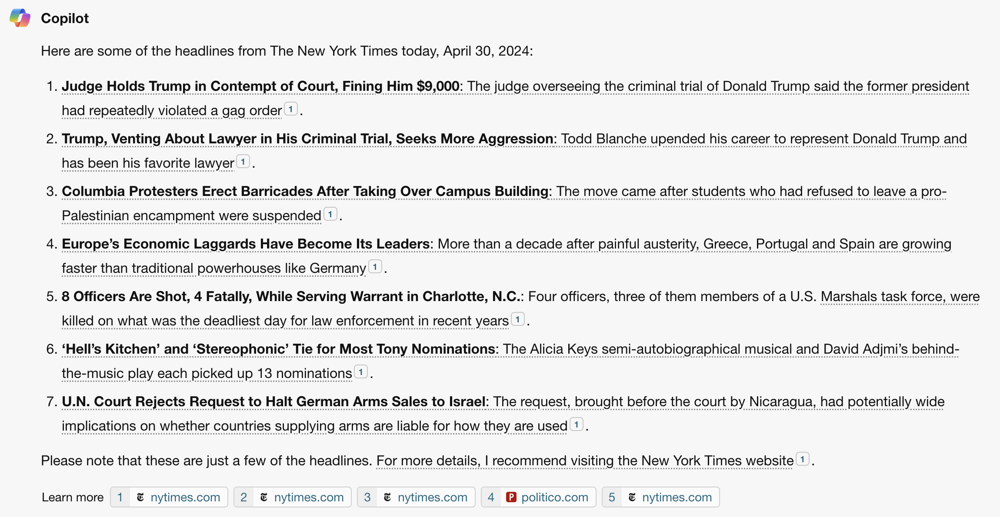 Copilot
Here are some of the headlines from The New York Times today, April 30, 2024:
1. Judge Holds Trump in Contempt of Court, Fining Him $9,000: The judge overseeing the criminal trial of Donald Trump said the former president
had repeatedly violated a gag order 1 .
2. Trump, Venting About Lawyer in His Criminal Trial, Seeks More Aggression: Todd Blanche upended his career to represent Donald Trump and
has been his favorite lawyer 1 .
3. Columbia Protesters Erect Barricades After Taking Over Campus Building: The move came after students who had refused to leave a pro-
Palestinian encampment were suspended 1 .
4. Europe’s Economic Laggards Have Become Its Leaders: More than a decade after painful austerity, Greece, Portugal and Spain are growing
faster than traditional powerhouses like Germany 1 .
5. 8 Officers Are Shot, 4 Fatally, While Serving Warrant in Charlotte, N.C.: Four officers, three of them members of a U.S. Marshals task force, were
killed on what was the deadliest day for law enforcement in recent years 1 .
6. ‘Hell’s Kitchen’ and ‘Stereophonic’ Tie for Most Tony Nominations: The Alicia Keys semi-autobiographical musical and David Adjmi’s behind-
the-music play each picked up 13 nominations 1 .
7. U.N. Court Rejects Request to Halt German Arms Sales to Israel: The request, brought before the court by Nicaragua, had potentially wide
implications on whether countries supplying arms are liable for how they are used 1 .
Please note that these are just a few of the headlines. For more details, I recommend visiting the New York Times website 1 .
Learn more 1 T nytimes.com 2 T nytimes.com 3 T nytimes.com 4 P politico.com 5 T nytimes.com